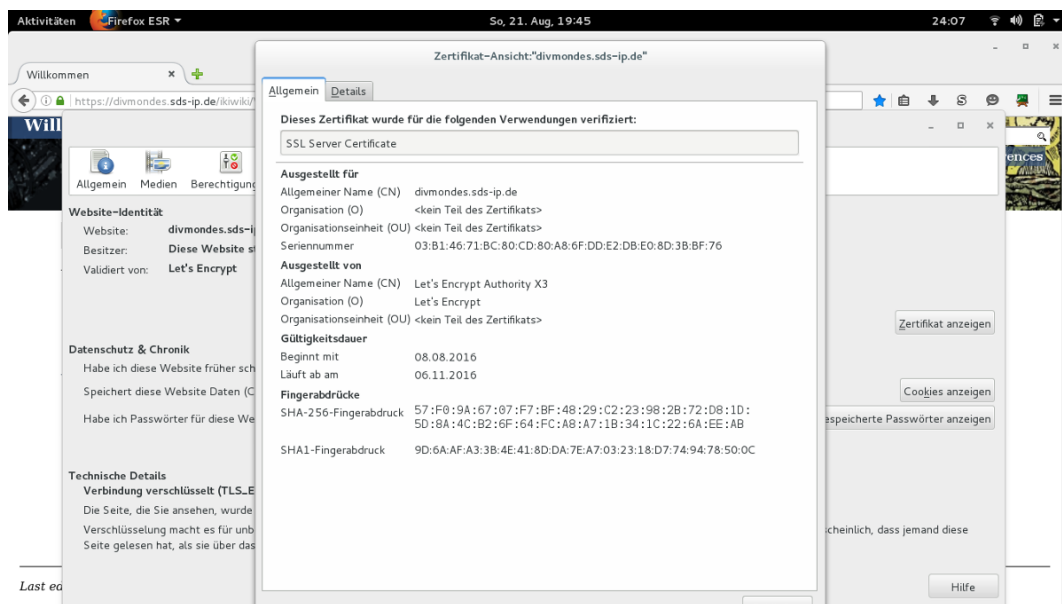 Aktivitäten Firefox ESR So, 21. Aug, 19:45 24:07
Zertifikat-Ansicht:"divmondes.sds-ip.de"
Willkommen
Allgemein Details
https://divmondes.sds-ip.de/ikiwiki/
Dieses Zertifikat wurde für die folgenden Verwendungen verifiziert:
SSL Server Certificate
Will
ences
Allgemein Medien Berechtigung
Ausgestellt für
Allgemeiner Name (CN) divmondes.sds-ip.de
Organisation (O) <kein Teil des Zertifikats>
Organisationseinheit (OU) <kein Teil des Zertifikats>
Seriennummer 03:B1:46:71:BC:80:CD:80:A8:6F:DD:E2:DB:E0:8D:3B:BF:76
Ausgestellt von
Allgemeiner Name (CN) Let's Encrypt Authority X3
Organisation (O) Let's Encrypt
Organisationseinheit (OU) <kein Teil des Zertifikats>
Gültigkeitsdauer
Beginnt mit 08.08.2016
Läuft ab am 06.11.2016
Fingerabdrücke
SHA-256-Fingerabdruck 57:F0:9A:67:07:F7:BF:48:29:C2:23:98:2B:72:D8:1D:
5D:8A:4C:B2:6F:64:FC:A8:A7:1B:34:1C:22:6A:EE:AB
SHA1-Fingerabdruck 9D:6A:AF:A3:3B:4E:41:8D:DA:7E:A7:03:23:18:D7:74:94:78:50:0C
Website-Identität
Website: divmondes.sds-i
Besitzer: Diese Website s
Validiert von: Let's Encrypt
Zertifikat anzeigen
Datenschutz & Chronik
Habe ich diese Website früher sch
Speichert diese Website Daten (C
Cookies anzeigen
Habe ich Passwörter für diese We
espeicherte Passwörter anzeigen
Technische Details
Verbindung verschlüsselt (TLS_E
Die Seite, die Sie ansehen, wurde
Verschlüsselung macht es für unb
cheinlich, dass jemand diese
Seite gelesen hat, als sie über das
Last ed
Hilfe